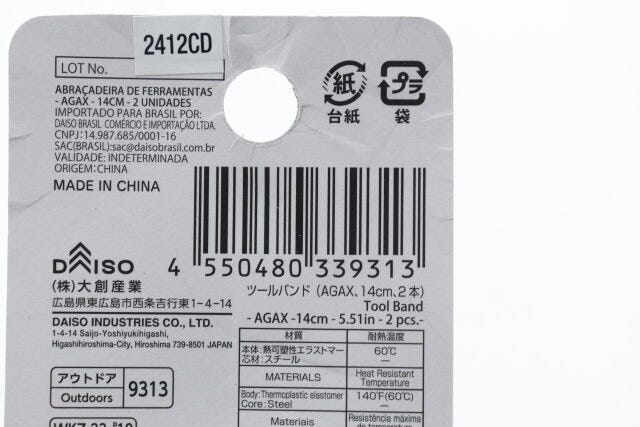 2412CD
LOT No.
ABRAÇADEIRA DE FERRAMENTAS
- AGAX - 14CM - 2 UNIDADES
IMPORTADO PARA BRASIL POR:
DAISO BRASIL COMÉRCIO E IMPORTAÇÃO LTDA.
CNPJ: 14.987.685/0001-16
SAC(BRASIL):sac@daisobrasil.com.br
VALIDADE: INDETERMINADA
ORIGEM: CHINA
MADE IN CHINA
紙
台紙
プラ
袋
4 550480 339313
DAISO
(株)大創産業
広島県東広島市西条吉行東1-4-14
DAISO INDUSTRIES CO., LTD.
1-4-14 Saijo-Yoshiyukihigashi,
Higashihiroshima-City, Hiroshima 739-8501 JAPAN
アウトドア
Outdoors
9313
ツールバンド (AGAX、14cm、2本)
Tool Band
- AGAX -14cm - 5.51in - 2 pcs.-
材質 耐熱温度
本体:熱可塑性エラストマー 60℃
芯材:スチール —
MATERIALS Heat Resistant Temperature
Body:Thermoplastic elastomer 140°F(60℃)
Core:Steel —
Materiais Resistência máxima